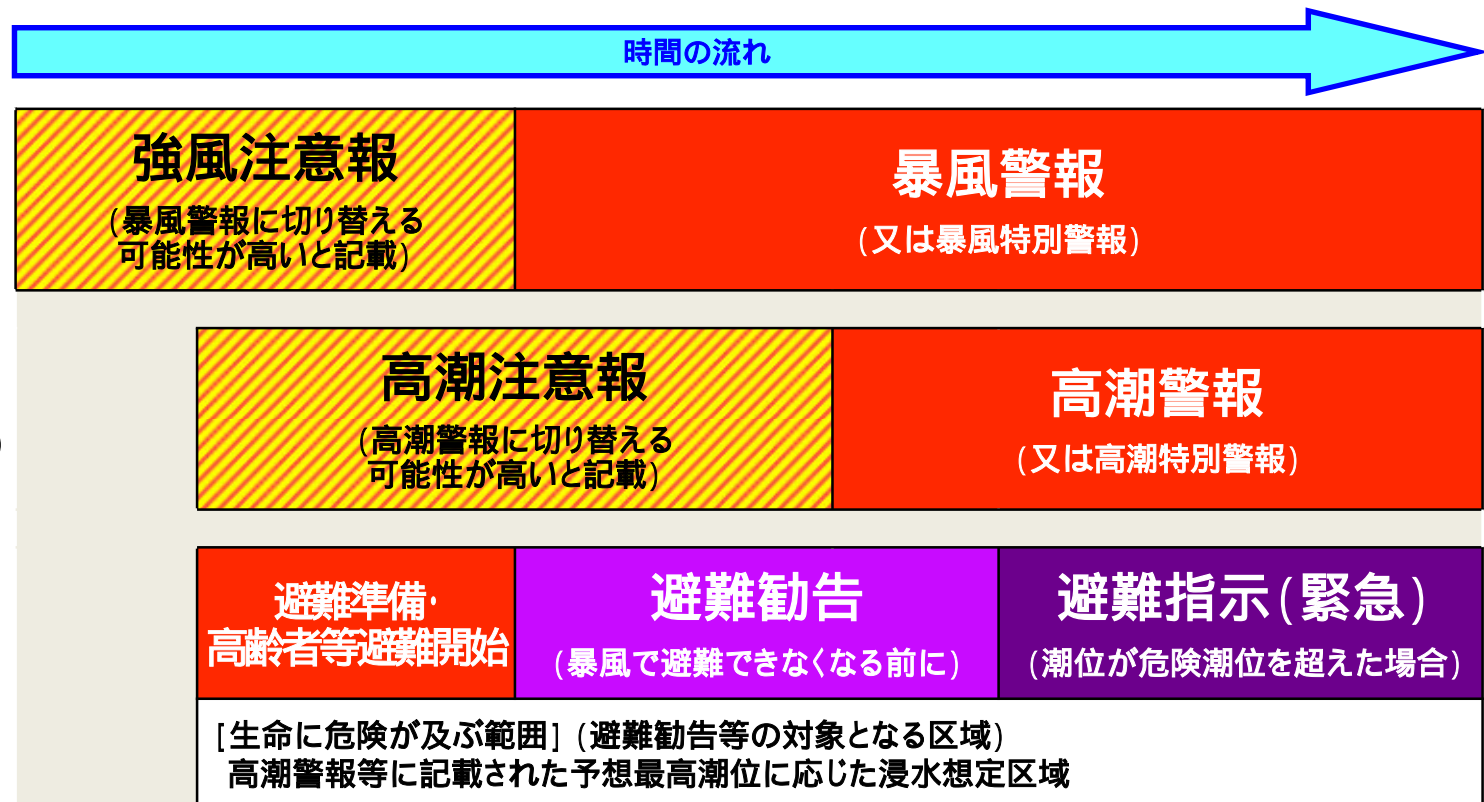 時間の流れ
強風注意報
(暴風警報に切り替える
可能性が高いと記載)
暴風警報
(又は暴風特別警報)
高潮注意報
(高潮警報に切り替える
可能性が高いと記載)
高潮警報
(又は高潮特別警報)
)
避難準備・
高齢者等避難開始
避難勧告
(暴風で避難できなくなる前に)
避難指示(緊急)
(潮位が危険潮位を超えた場合)
[生命に危険が及ぶ範囲] (避難勧告等の対象となる区域)
高潮警報等に記載された予想最高潮位に応じた浸水想定区域